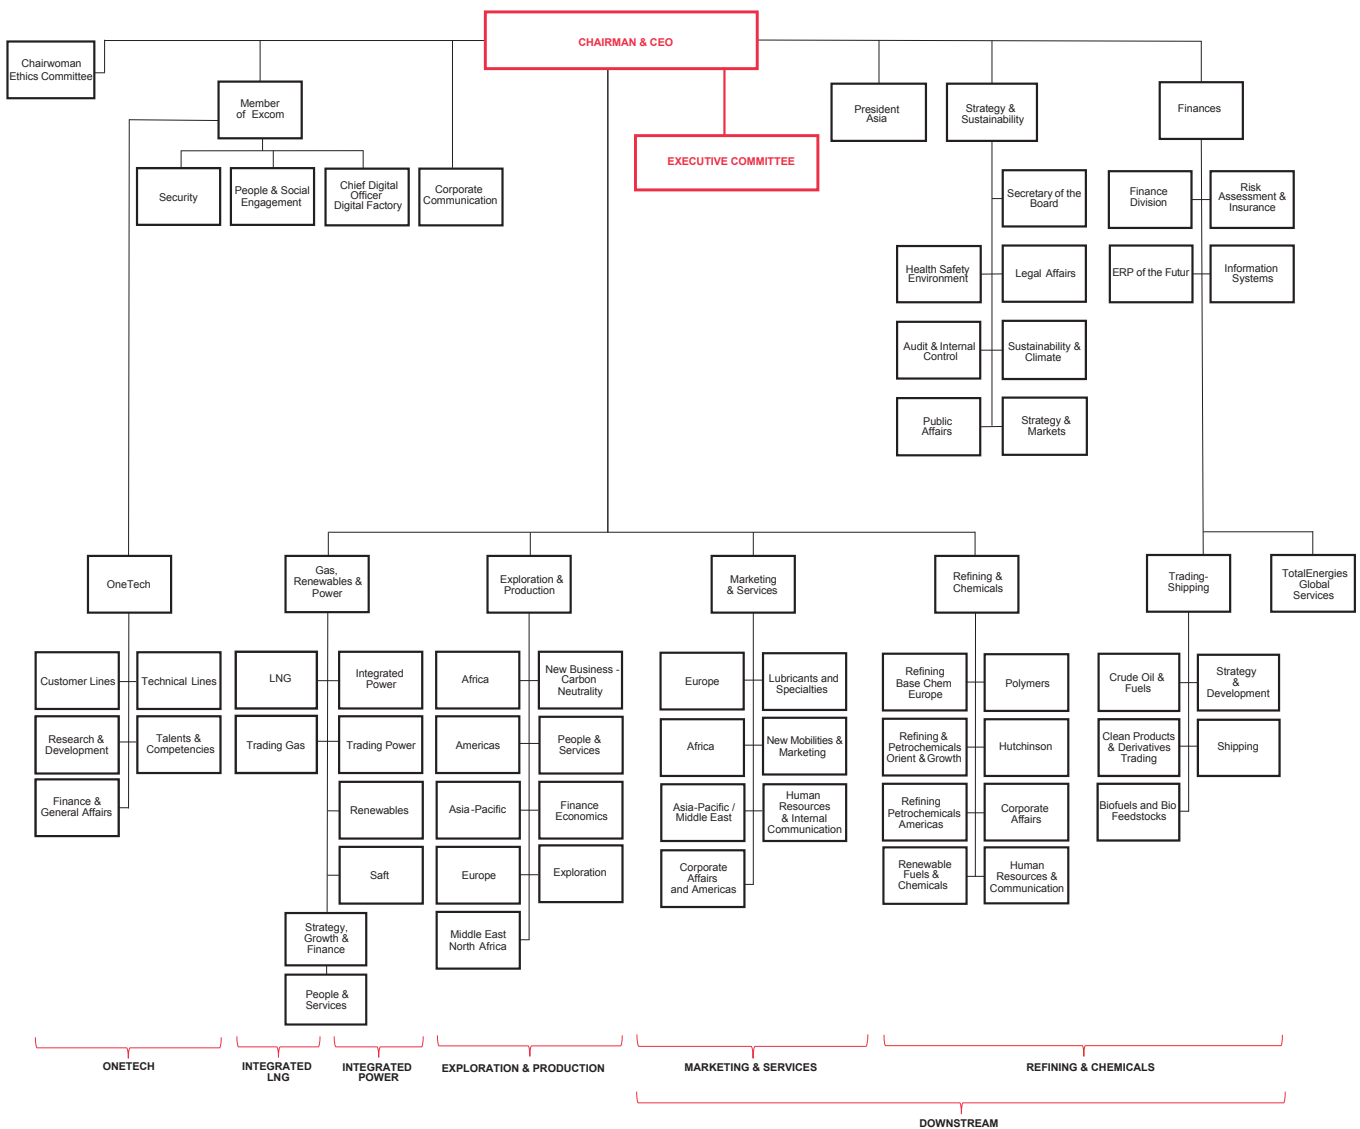 CHAIRMAN & CEO
Chairwoman
Ethics Committee
Member
of Excom
President
Asia
Strategy &
Sustainability
Finances
EXECUTIVE COMMITTEE
Security
People & Social
Engagement
Chief Digital
Officer
Digital Factory
Corporate
Communication
Secretary of the
Board
Finance
Division
Risk
Assessment &
Insurance
Health Safety
Environment
Legal Affairs
ERP of the Futur
Information
Systems
Audit & Internal
Control
Sustainability &
Climate
Public
Affairs
Strategy &
Markets
OneTech
Gas,
Renewables &
Power
Exploration &
Production
Marketing
& Services
Refining &
Chemicals
Trading-
Shipping
TotalEnergies
Global
Services
Customer Lines
Technical Lines
LNG
Integrated
Power
Africa
New Business -
Carbon
Neutrality
Europe
Lubricants and
Specialties
Refining
Base Chem
Europe
Polymers
Crude Oil &
Fuels
Strategy
&
Development
Research &
Development
Talents &
Competencies
Trading Gas
Trading Power
Americas
People &
Services
Africa
New Mobilities &
Marketing
Refining &
Petrochemicals
Orient & Growth
Hutchinson
Clean Products
& Derivatives
Trading
Shipping
Finance &
General Affairs
Renewables
Asia-Pacific
Finance
Economics
Asia-Pacific /
Middle East
Human
Resources
& Internal
Communication
Refining
Petrochemicals
Americas
Corporate
Affairs
Biofuels and Bio
Feedstocks
Saft
Europe
Exploration
Corporate
Affairs
and Americas
Renewable
Fuels &
Chemicals
Human
Resources &
Communication
Strategy,
Growth &
Finance
Middle East
North Africa
People &
Services
ONETECH
INTEGRATED
LNG
INTEGRATED
POWER
EXPLORATION & PRODUCTION
MARKETING & SERVICES
REFINING & CHEMICALS
DOWNSTREAM